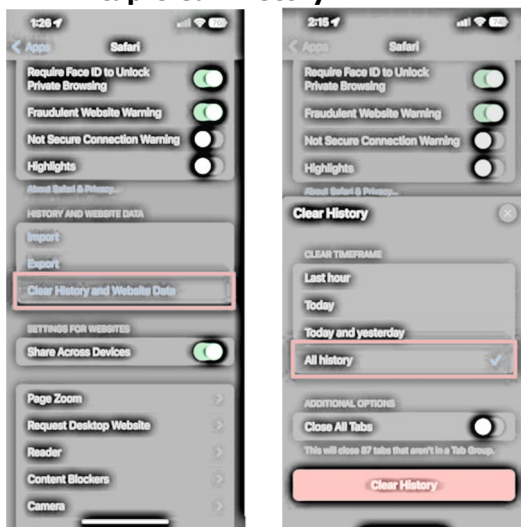 1:26
Apps
Safari
Require Face ID to Unlock
Private Browsing
Fraudulent Website Warning
Not Secure Connection Warning
Highlights
About Safari & Privacy...
HISTORY AND WEBSITE DATA
Import
Export
Clear History and Website Data
SETTINGS FOR WEBSITES
Share Across Devices
Page Zoom
Request Desktop Website
Reader
Content Blockers
Camera
2:15
Apps
Safari
Require Face ID to Unlock
Private Browsing
Fraudulent Website Warning
Not Secure Connection Warning
Highlights
About Safari & Privacy...
Clear History
CLEAR TIMEFRAME
Last hour
Today
Today and yesterday
All history
ADDITIONAL OPTIONS
Close All Tabs
This will close 87 tabs that aren't in a Tab Group.
Clear History